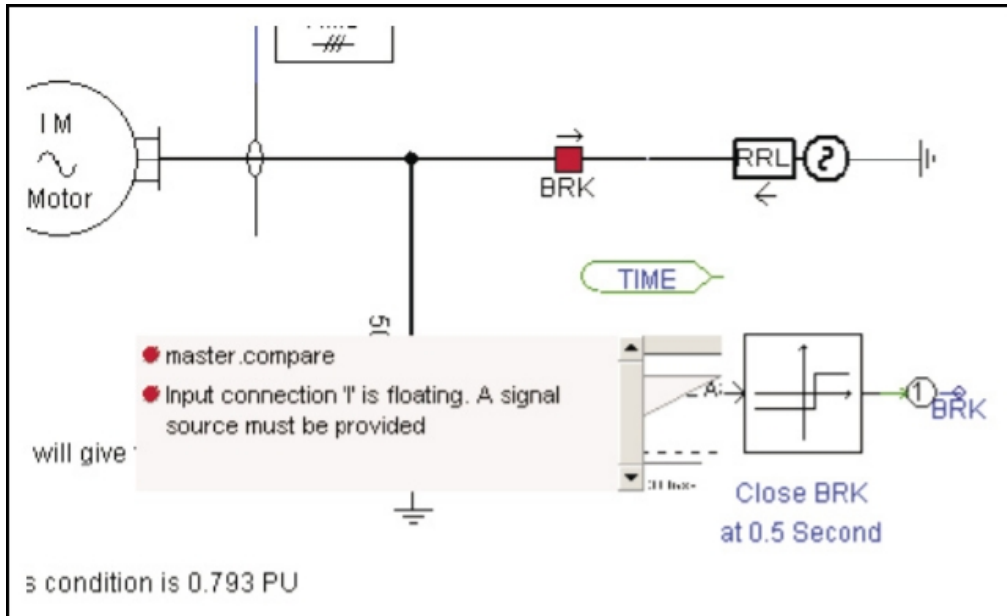 I M
Motor
BRK
RRL
TIME
master.compare
Input connection 'I' is floating. A signal
source must be provided
A
1
BRK
will give
Close BRK
at 0.5 Second
s condition is 0.793 PU